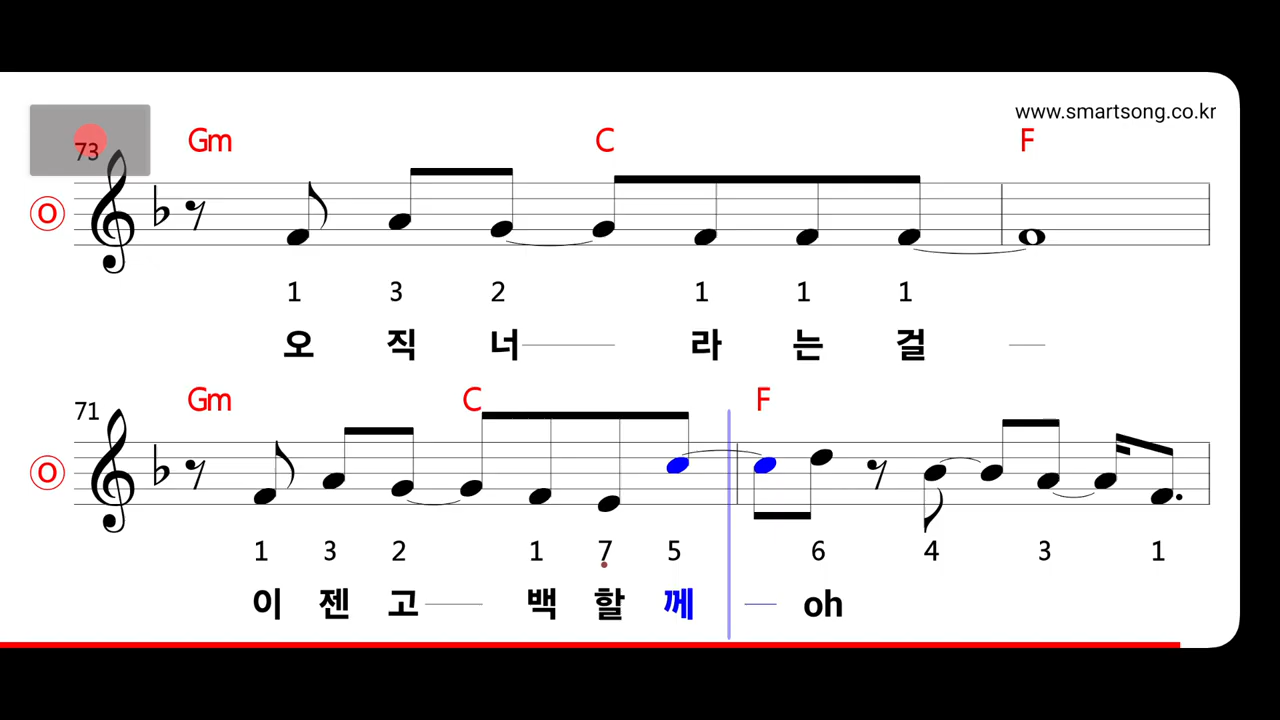 www.smartsong.co.kr
73 Gm C F
O
1 3 2 1 1 1
오 직 너 라 는 걸
71 Gm C F
O
1 3 2 1 7 5 6 4 3 1
이 젠 고 백 할 께 oh